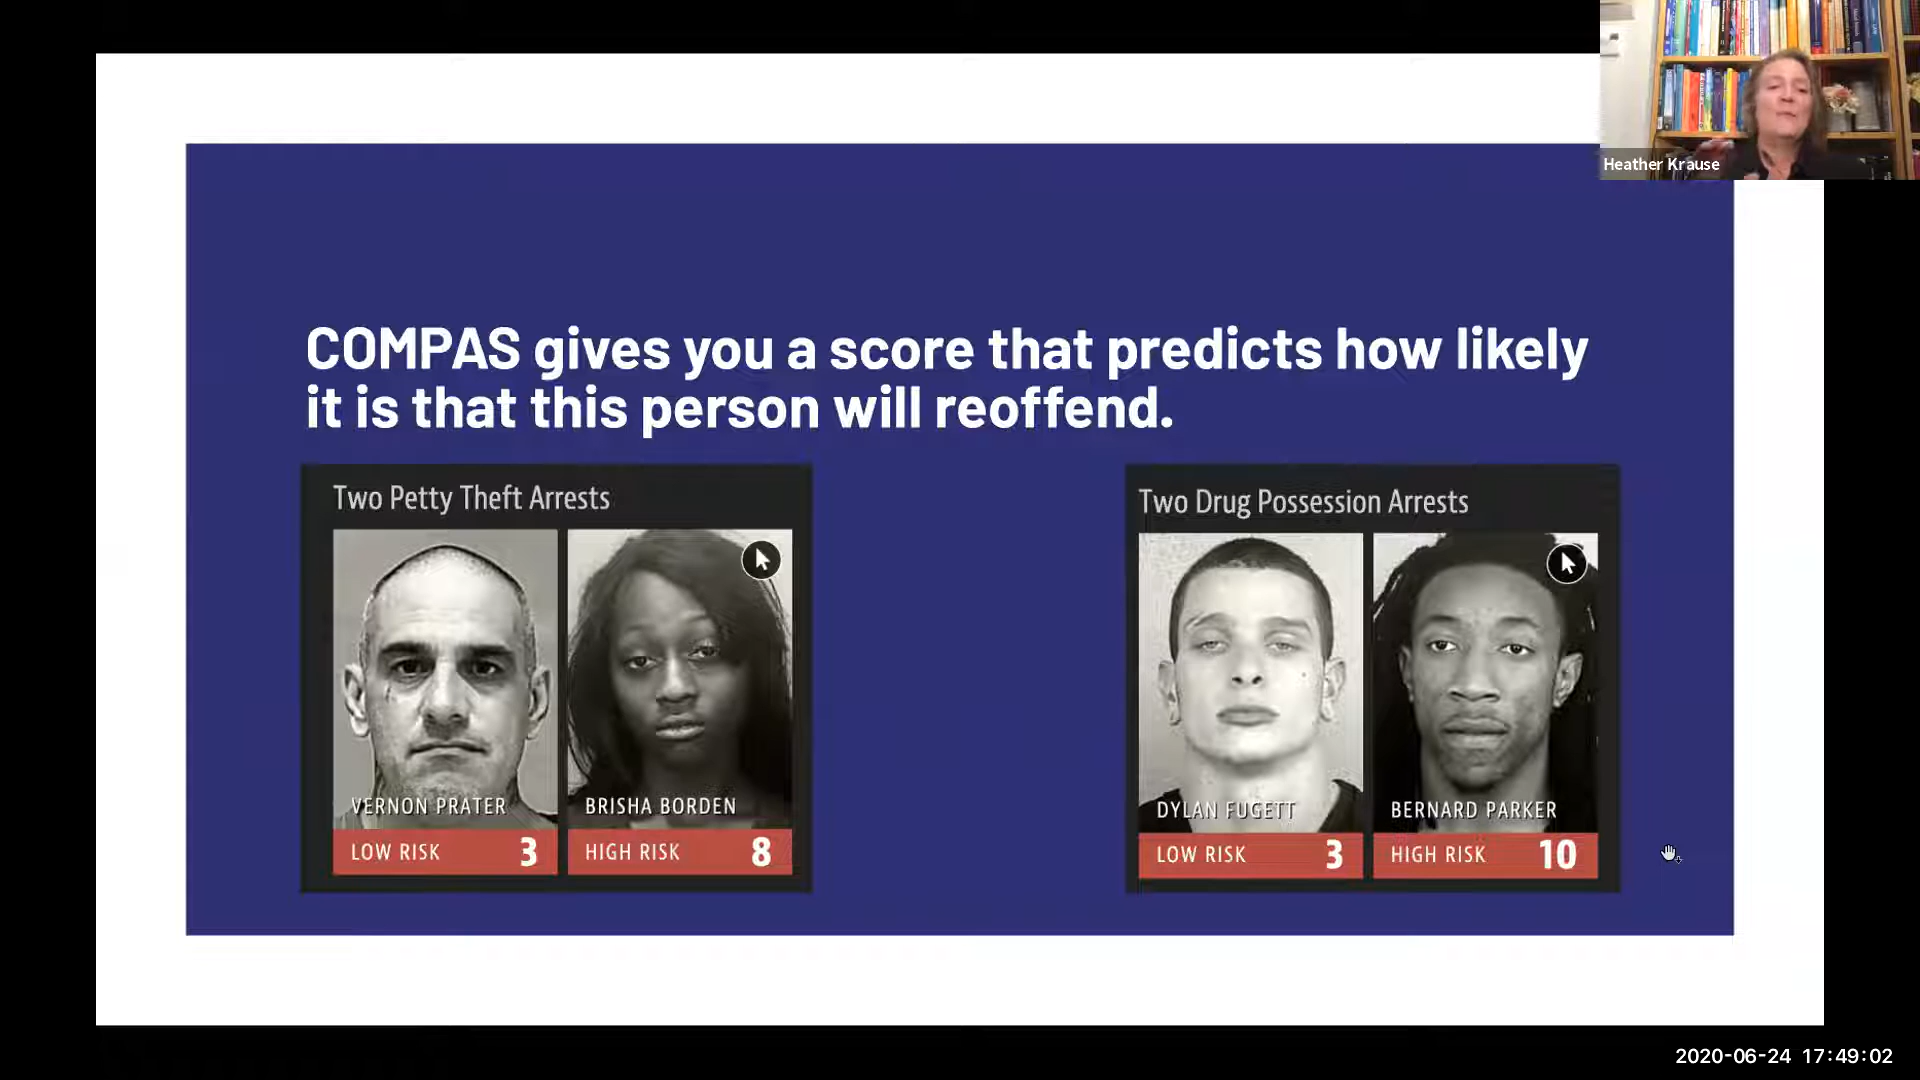 Heather Krause
COMPAS gives you a score that predicts how likely
it is that this person will reoffend.
Two Petty Theft Arrests
VERNON PRATER
LOW RISK 3
BRISHA BORDEN
HIGH RISK 8
Two Drug Possession Arrests
DYLAN FUGETT
LOW RISK 3
BERNARD PARKER
HIGH RISK 10
2020-06-24 17:49:02